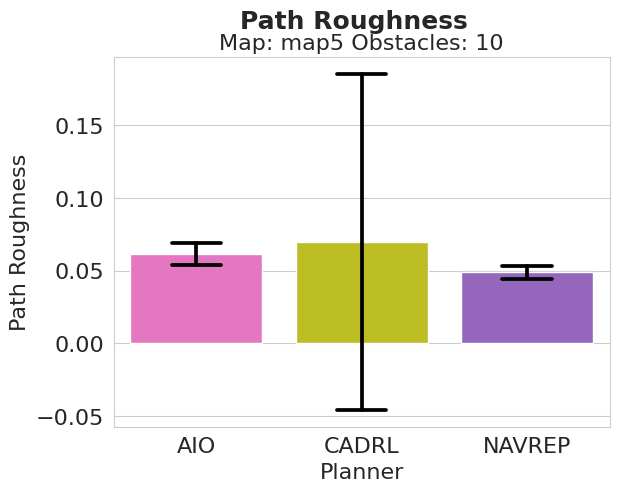 Path Roughness
Map: map5 Obstacles: 10
Path Roughness
0.15
0.10
0.05
0.00
−0.05
AIO CADRL NAVREP
Planner